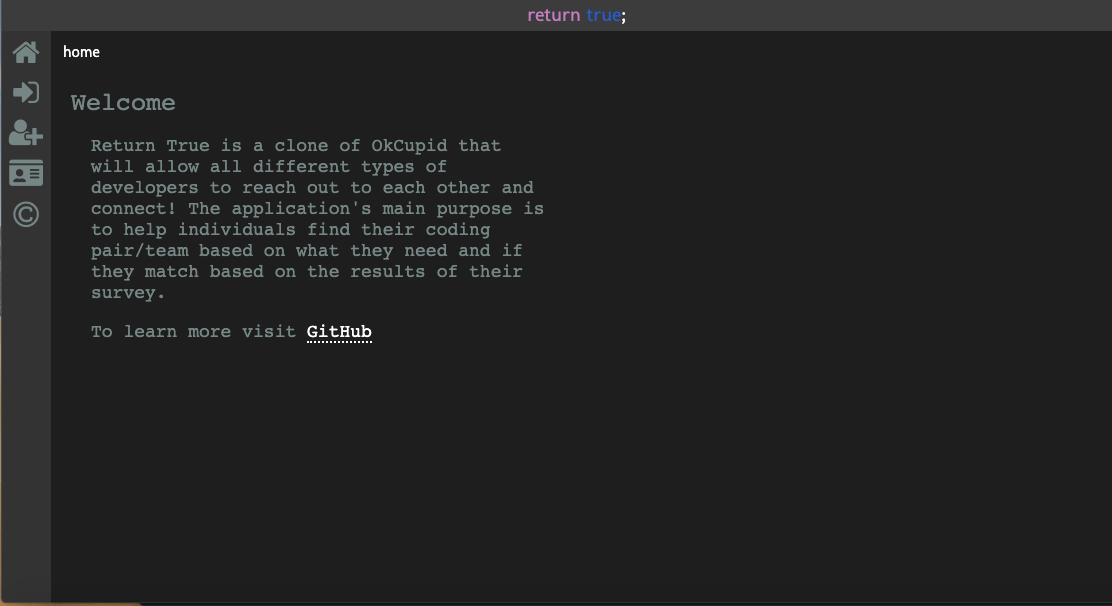 return true;
home
Welcome
Return True is a clone of OkCupid that
will allow all different types of
developers to reach out to each other and
connect! The application's main purpose is
to help individuals find their coding
pair/team based on what they need and if
they match based on the results of their
survey.
To learn more visit GitHub